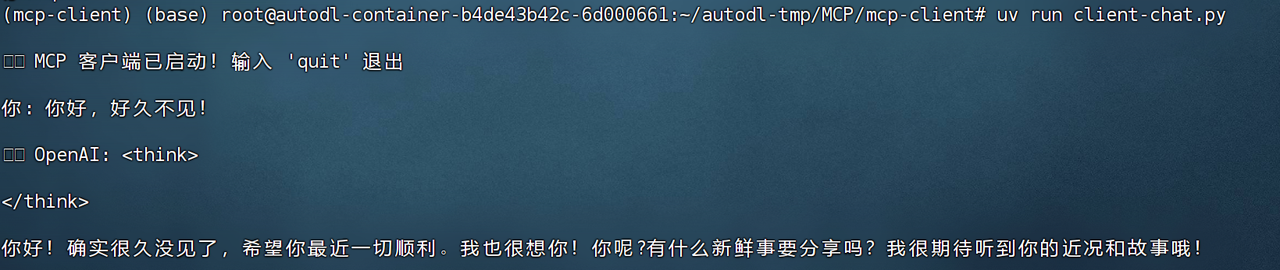 (mcp-client) (base) root@autodl-container-b4de43b42c-6d000661:~/autodl-tmp/MCP/mcp-client# uv run client-chat.py
MCP 客户端已启动！输入 'quit' 退出
你: 你好，好久不见！
OpenAI: <think>
</think>
你好！确实很久没见了，希望你最近一切顺利。我也很想你！你呢?有什么新鲜事要分享吗？我很期待听到你的近况和故事哦！